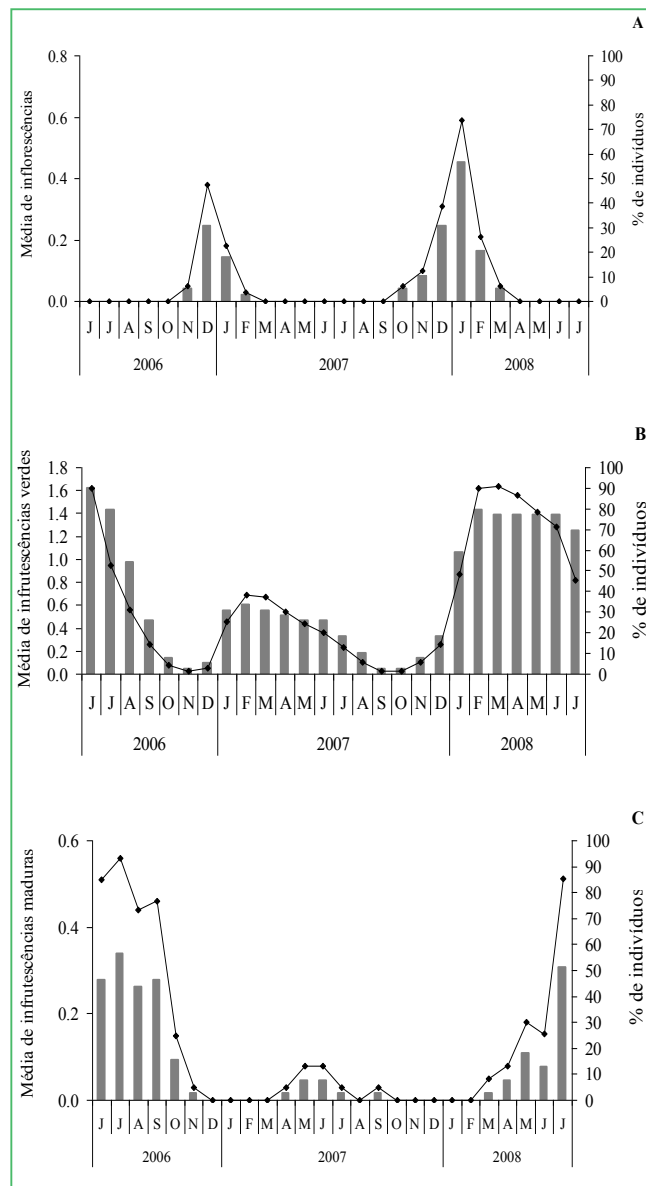 A
0.8 100
90
80
0.6 70
60
0.4 50
40
30
0.2 20
10
0.0 0
Média de inflorescências
% de indivíduos
J J A S O N D J F M A M J J A S O N D J F M A M J J
2006 2007 2008
B
1.8 100
1.6 90
1.4 80
1.2 70
1.0 60
0.8 50
40
0.6 30
0.4 20
0.2 10
0.0 0
Média de infrutescências verdes
% de indivíduos
J J A S O N D J F M A M J J A S O N D J F M A M J J
2006 2007 2008
C
0.6 100
90
80
0.4 70
60
50
0.2 40
30
20
10
0.0 0
Média de infrutescências maduras
% de indivíduos
J J A S O N D J F M A M J J A S O N D J F M A M J J
2006 2007 2008